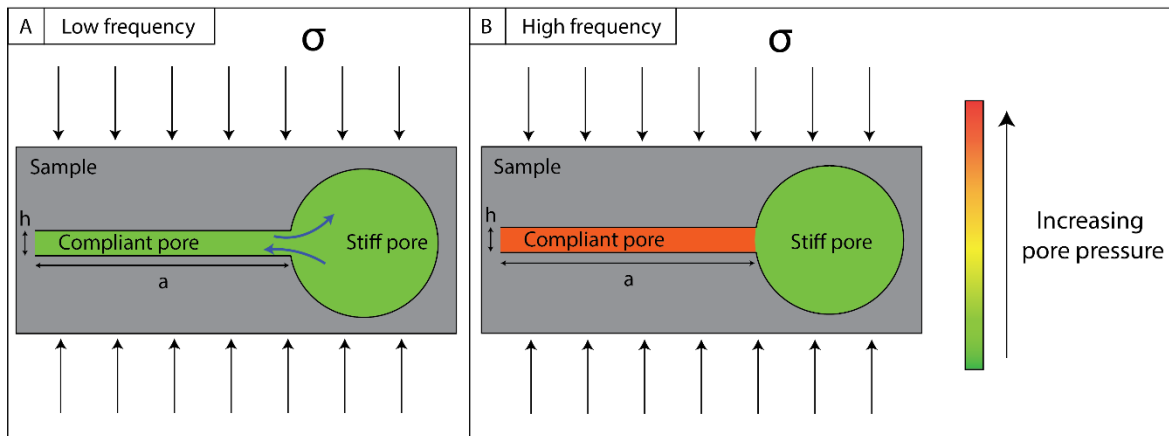 A
Low frequency
σ
Sample
h
Compliant pore
Stiff pore
a
B
High frequency
σ
Sample
h
Compliant pore
Stiff pore
a
Increasing
pore pressure